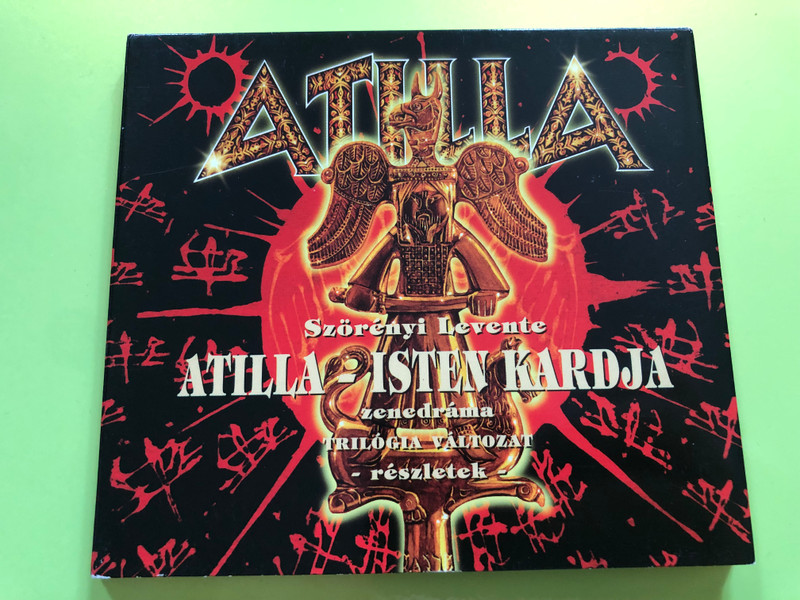 ATILLA
Szörényi Levente
ATILLA - ISTEN KARDJA
zenedráma
TRILÓGIA VÁLTOZAT
- részletek -